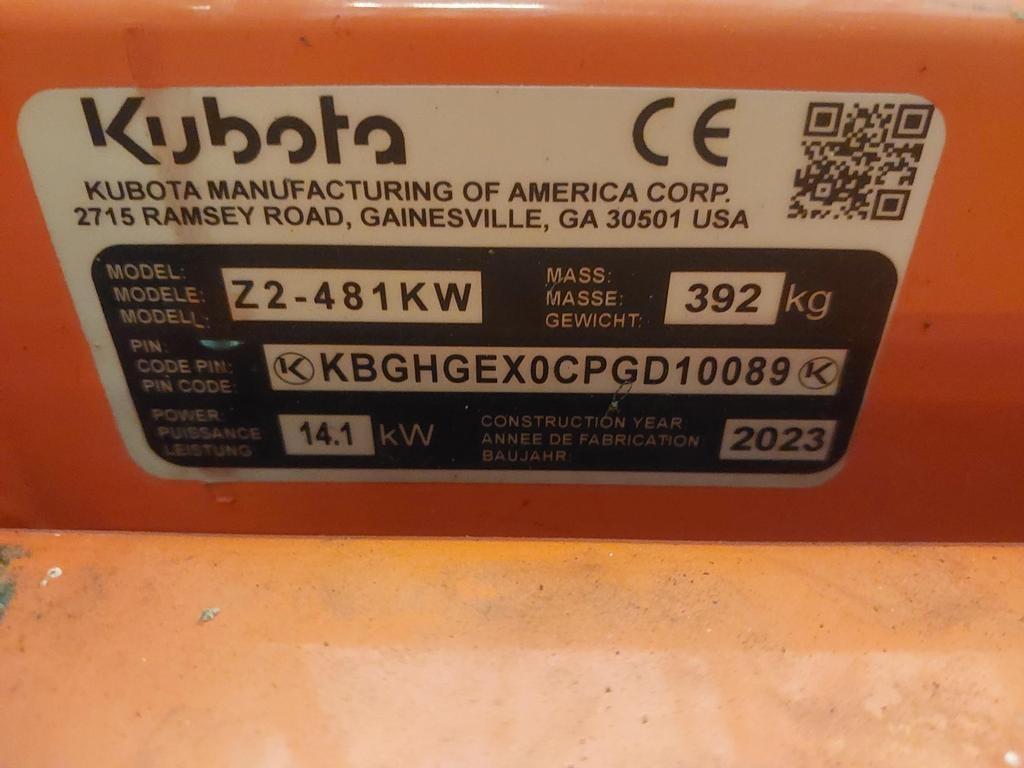 Kubota CE
KUBOTA MANUFACTURING OF AMERICA CORP.
2715 RAMSEY ROAD, GAINESVILLE, GA 30501 USA
MODEL:
MODELE:
MODELL:
Z2-481KW
MASS:
MASSE:
GEWICHT:
392 kg
PIN:
CODE PIN:
PIN CODE:
K KBGHGEX0CPGD10089 K
POWER
PUISSANCE
LEISTUNG
14.1 kW
CONSTRUCTION YEAR
ANNEE DE FABRICATION
BAUJAHR
2023